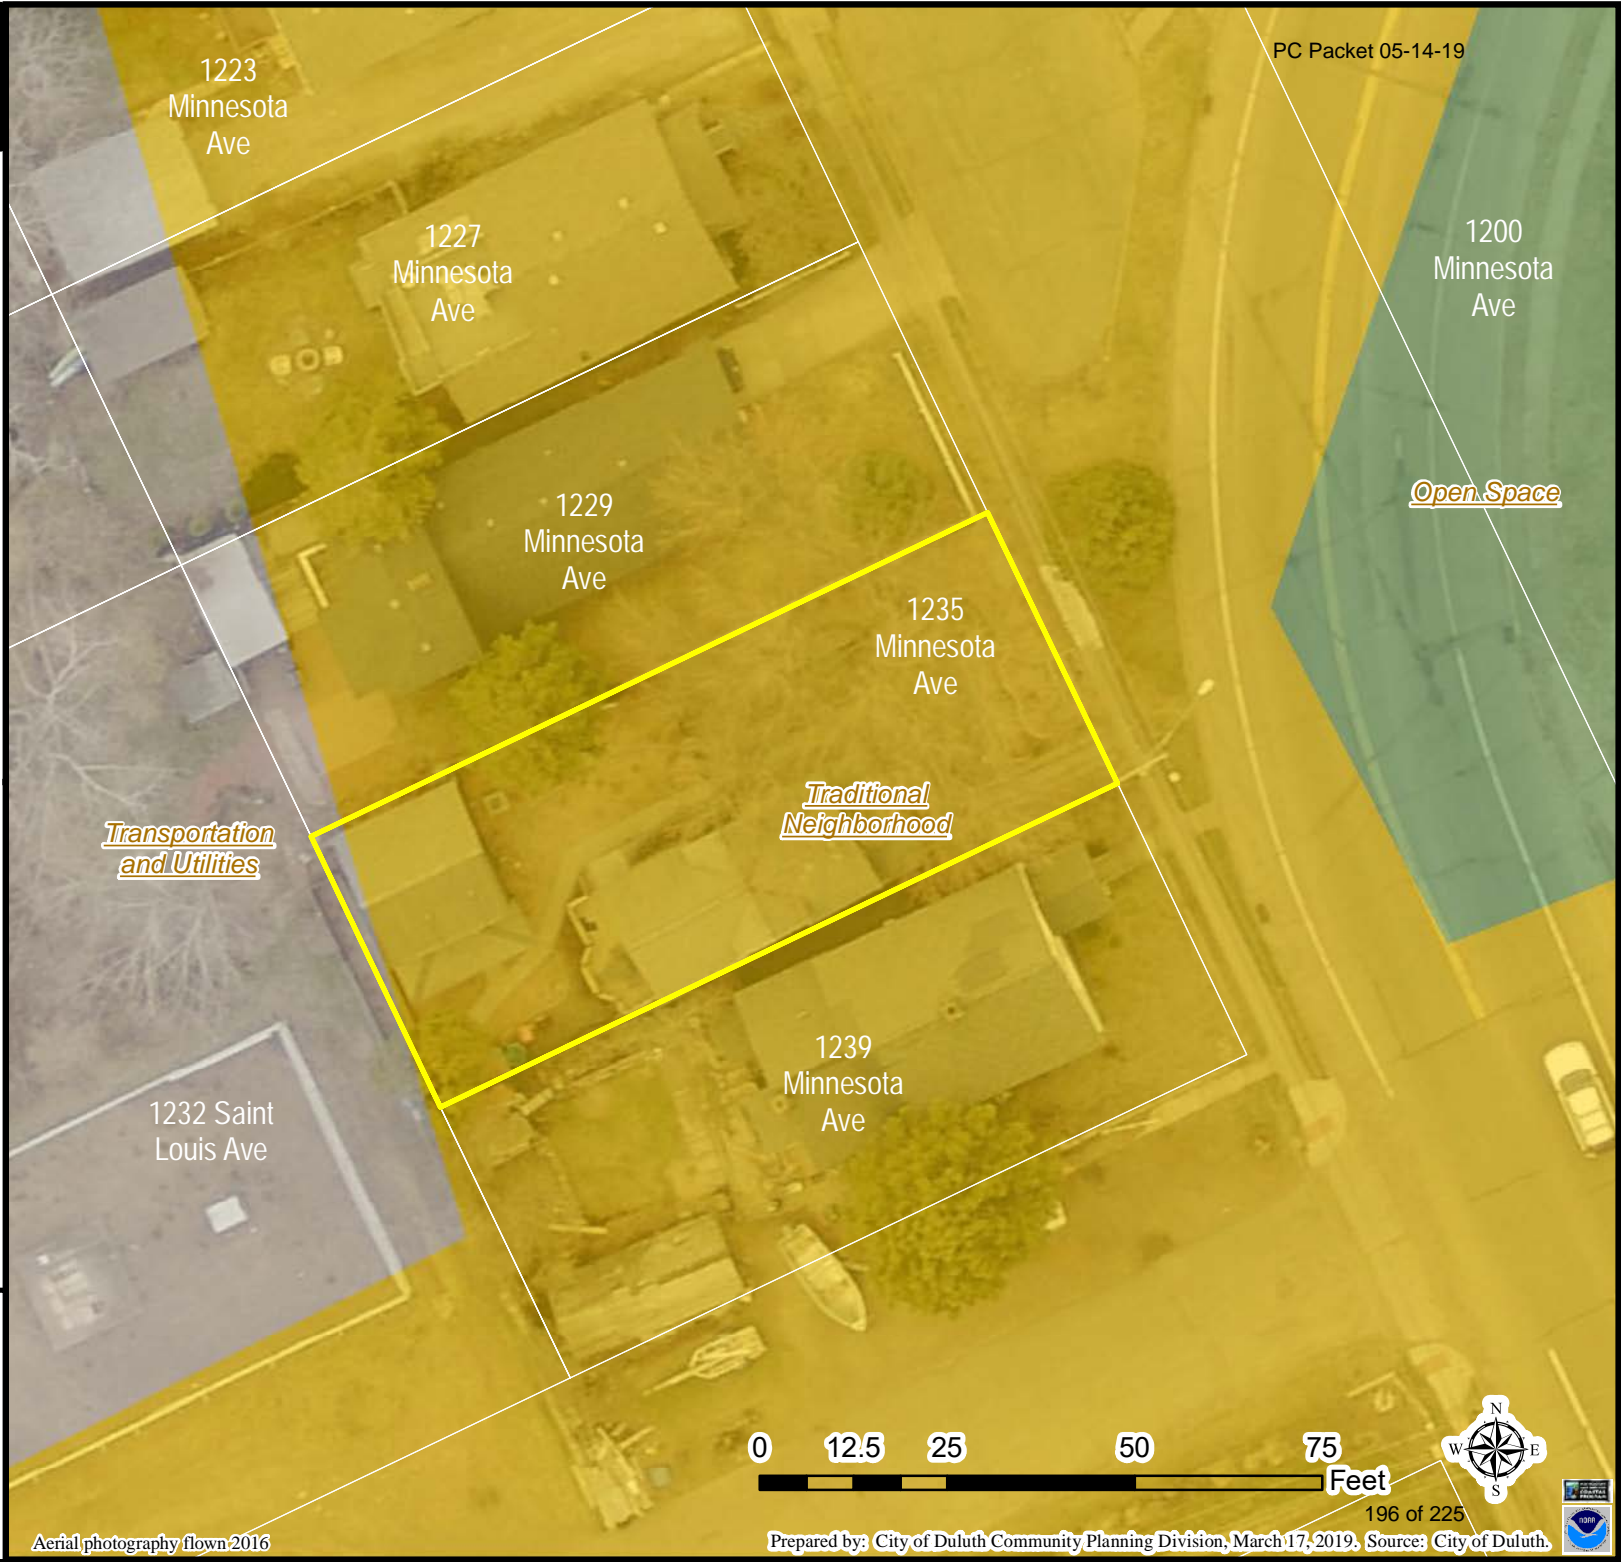 PC Packet 05-14-19
1223
Minnesota
Ave
1227
Minnesota
Ave
1200
Minnesota
Ave
Open Space
1229
Minnesota
Ave
1235
Minnesota
Ave
Traditional
Neighborhood
Transportation
and Utilities
1239
Minnesota
Ave
1232 Saint
Louis Ave
0 12.5 25 50 75
Feet
N
W E
S
196 of 225
Aerial photography flown 2016
Prepared by: City of Duluth Community Planning Division, March 17, 2019. Source: City of Duluth.
NOAA